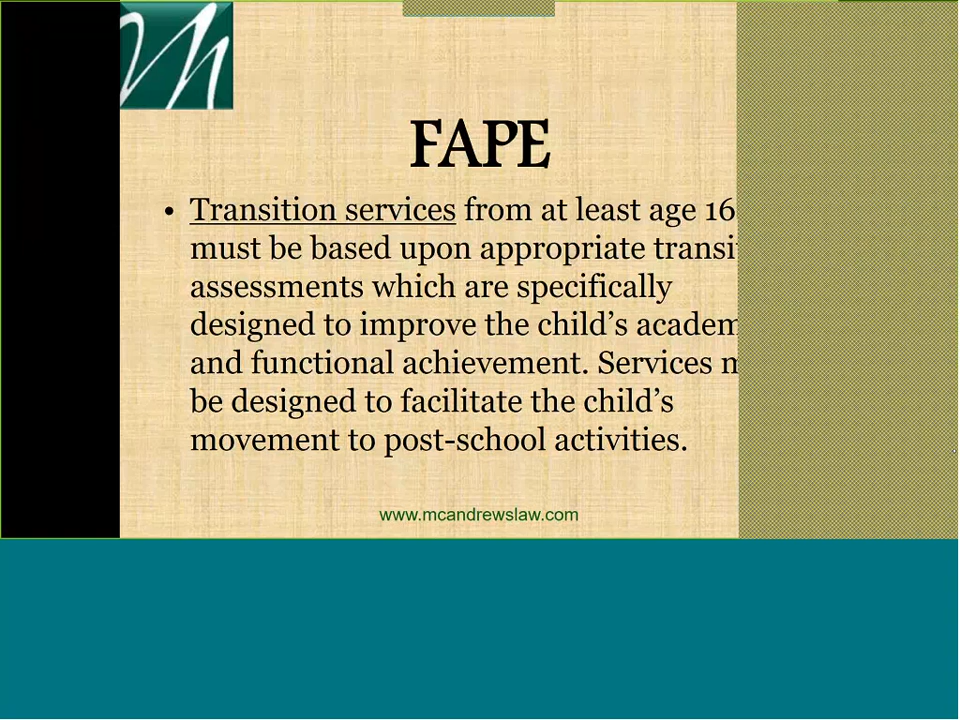 FAPE
• Transition services from at least age 16
must be based upon appropriate transi
assessments which are specifically
designed to improve the child's academ
and functional achievement. Services m
be designed to facilitate the child's
movement to post-school activities.
www.mcandrewslaw.com